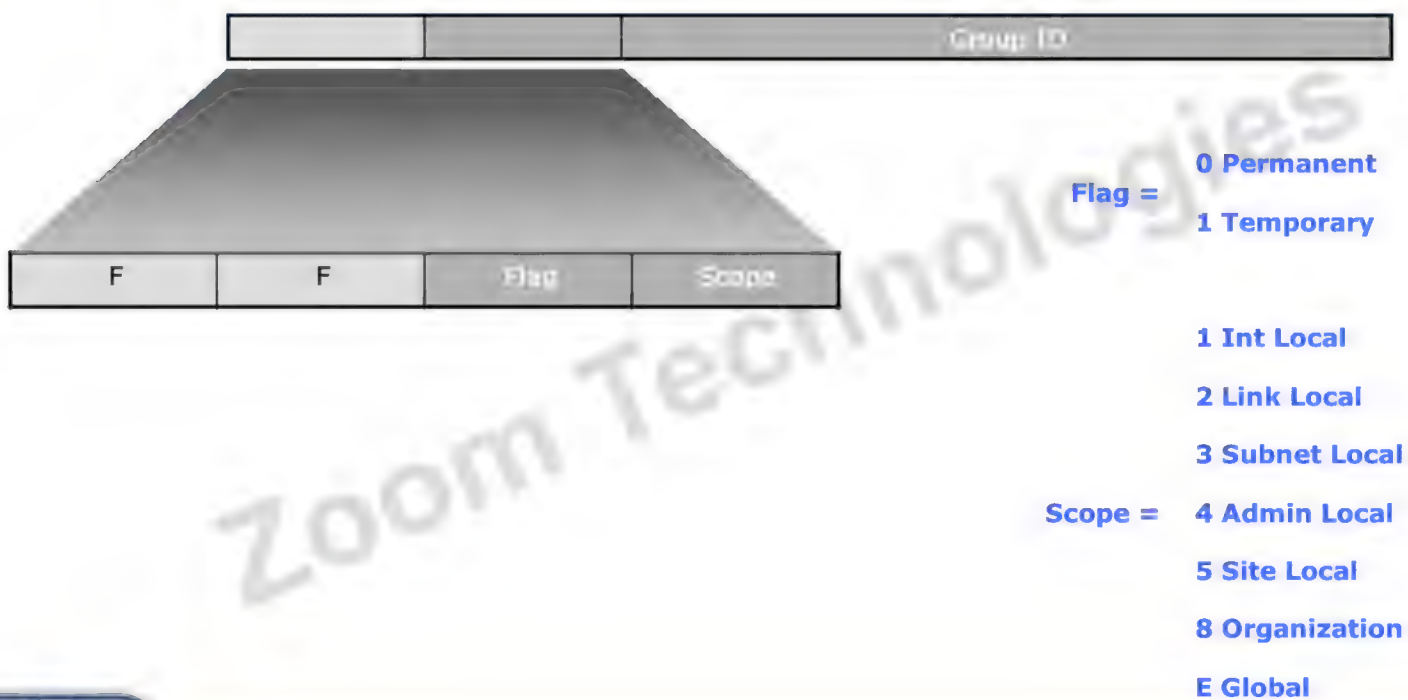 Group ID
F F Flag Scope
Flag =
0 Permanent
1 Temporary
Scope =
1 Int Local
2 Link Local
3 Subnet Local
4 Admin Local
5 Site Local
8 Organization
E Global
Zoom Technologies